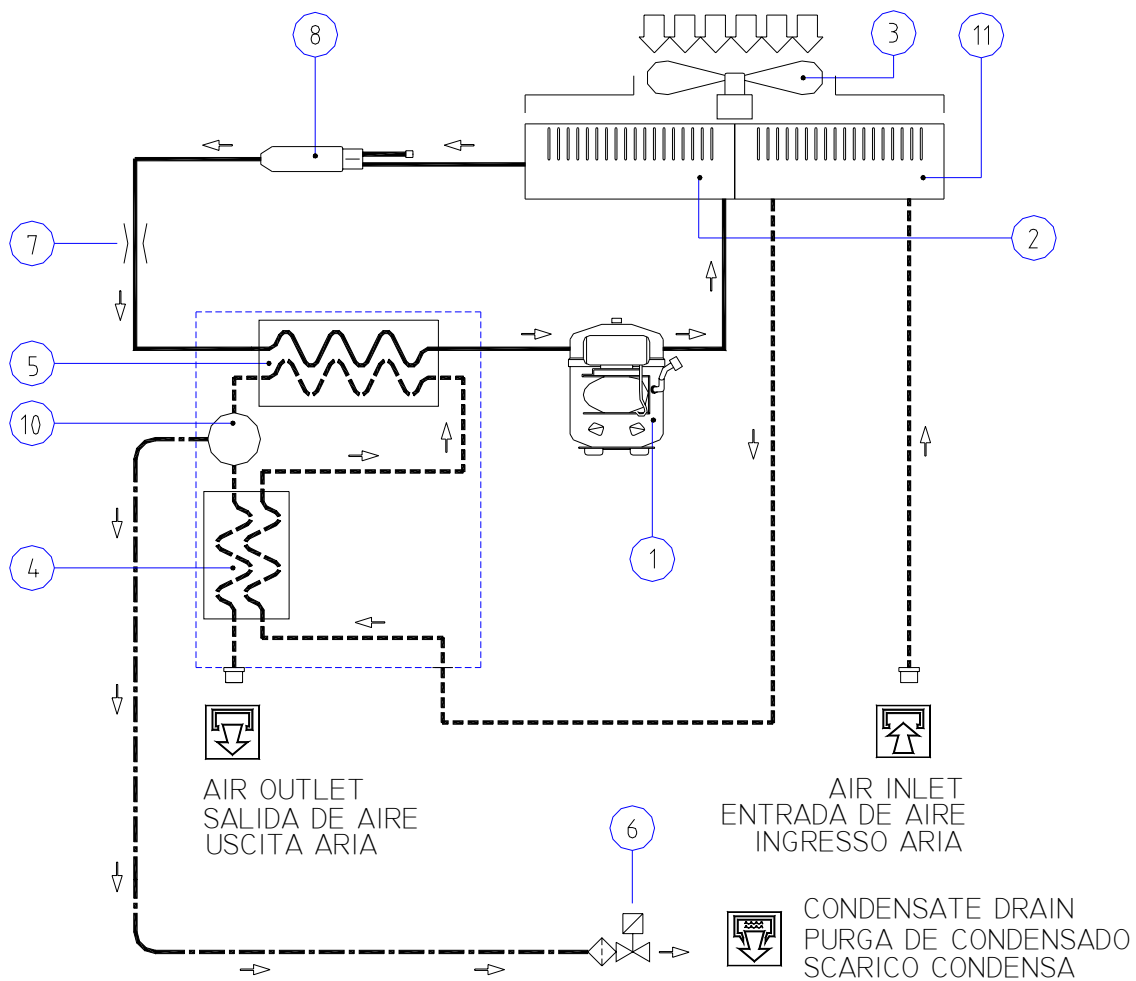 8
3
11
7
2
5
10
4
1
AIR OUTLET
SALIDA DE AIRE
USCITA ARIA
AIR INLET
ENTRADA DE AIRE
INGRESSO ARIA
6
CONDENSATE DRAIN
PURGA DE CONDENSADO
SCARICO CONDENSA